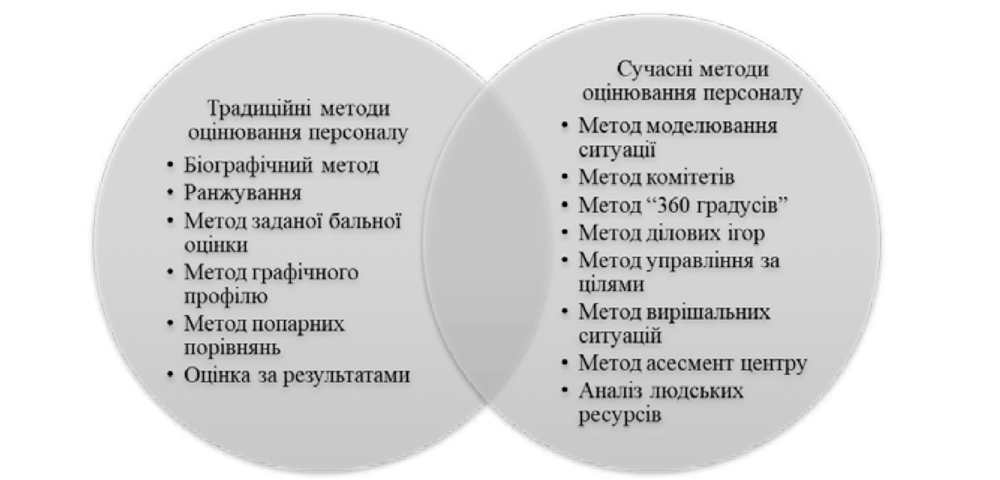 Традиційні методи
оцінювання персоналу
• Біографічний метод
• Ранжування
• Метод заданої бальної
оцінки
• Метод графічного
профілю
• Метод попарних
порівнянь
• Оцінка за результатами
Сучасні методи
оцінювання персоналу
• Метод моделювання
ситуації
• Метод комітетів
• Метод “360 градусів”
• Метод ділових ігор
• Метод управління за
цілями
• Метод вирішальних
ситуацій
• Метод асесмент центру
• Аналіз людських
ресурсів